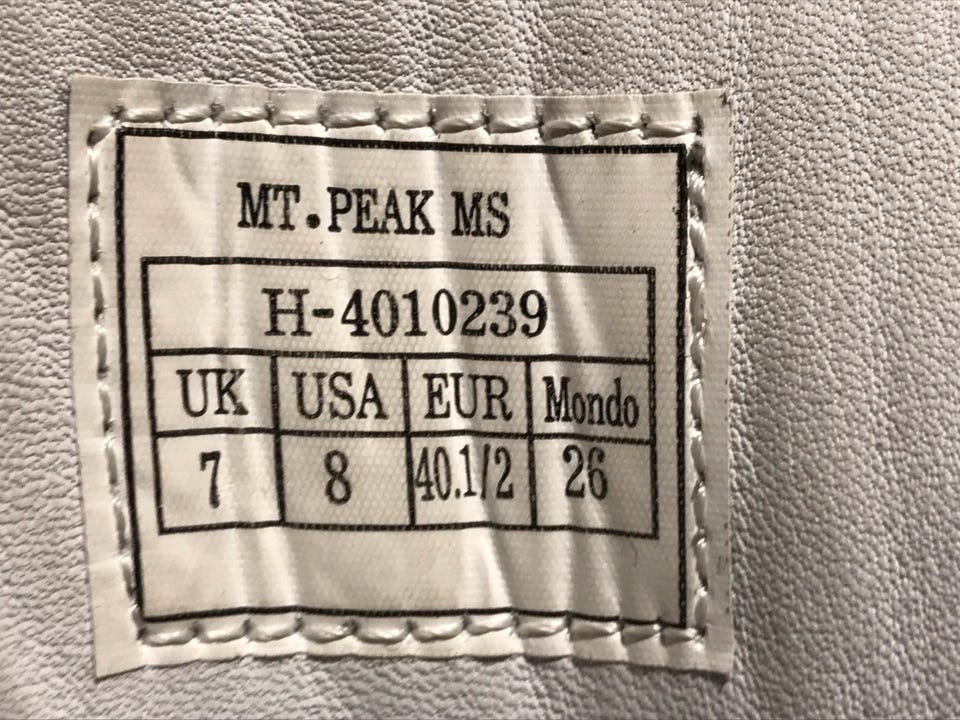 MT.PEAK MS
H-4010239
UK USA EUR Mondo
7 8 40.1/2 26